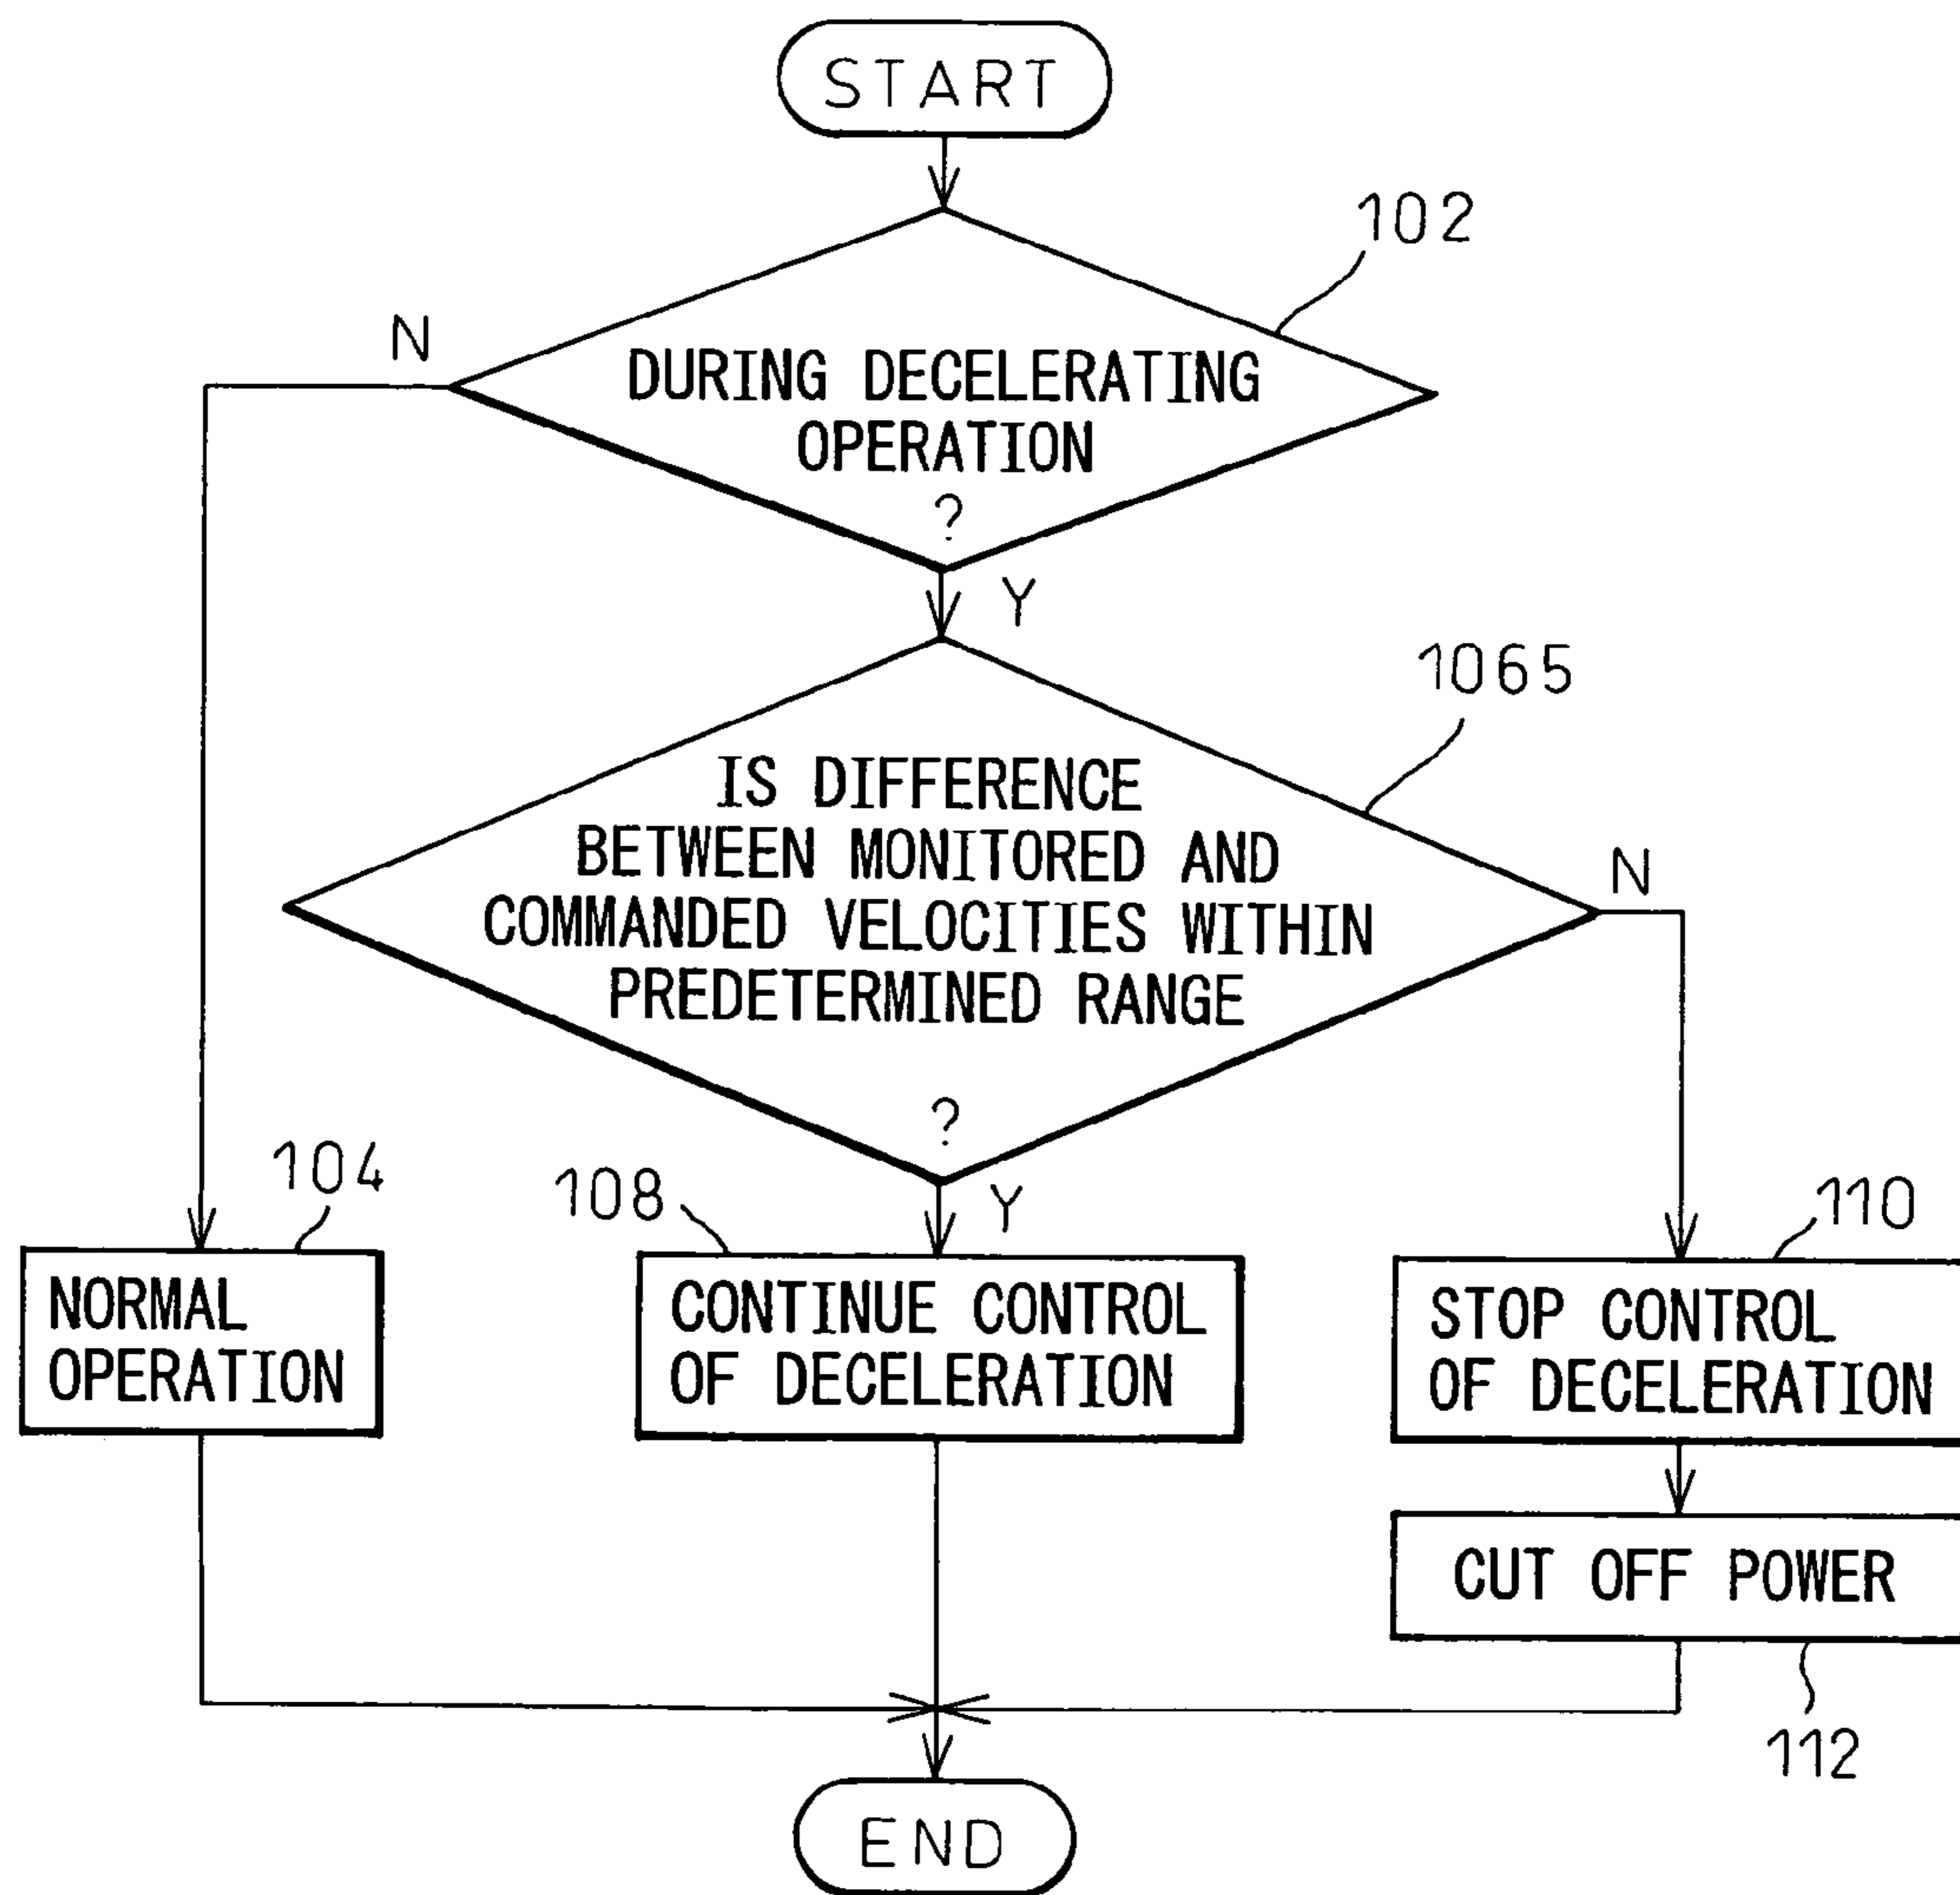 START
102
N
DURING DECELERATING
OPERATION
?
Y
1065
IS DIFFERENCE
BETWEEN MONITORED AND
COMMANDED VELOCITIES WITHIN
PREDETERMINED RANGE
?
N
104
108
Y
110
NORMAL
OPERATION
CONTINUE CONTROL
OF DECELERATION
STOP CONTROL
OF DECELERATION
CUT OFF POWER
112
END